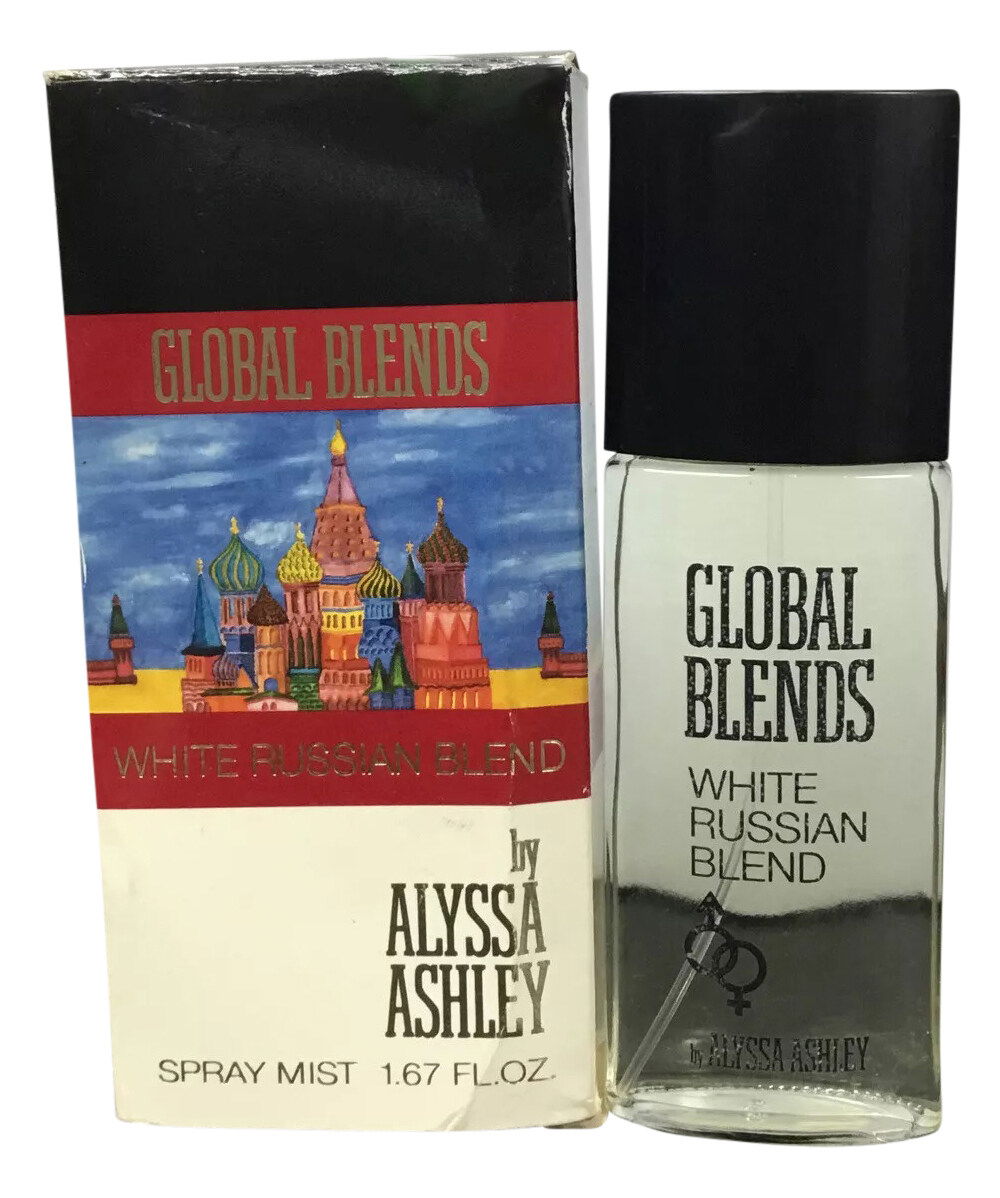 GLOBAL BLENDS
WHITE RUSSIAN BLEND
by
ALYSSA
ASHLEY
SPRAY MIST 1.67 FL.OZ.
GLOBAL
BLENDS
WHITE
RUSSIAN
BLEND
by ALYSSA ASHLEY